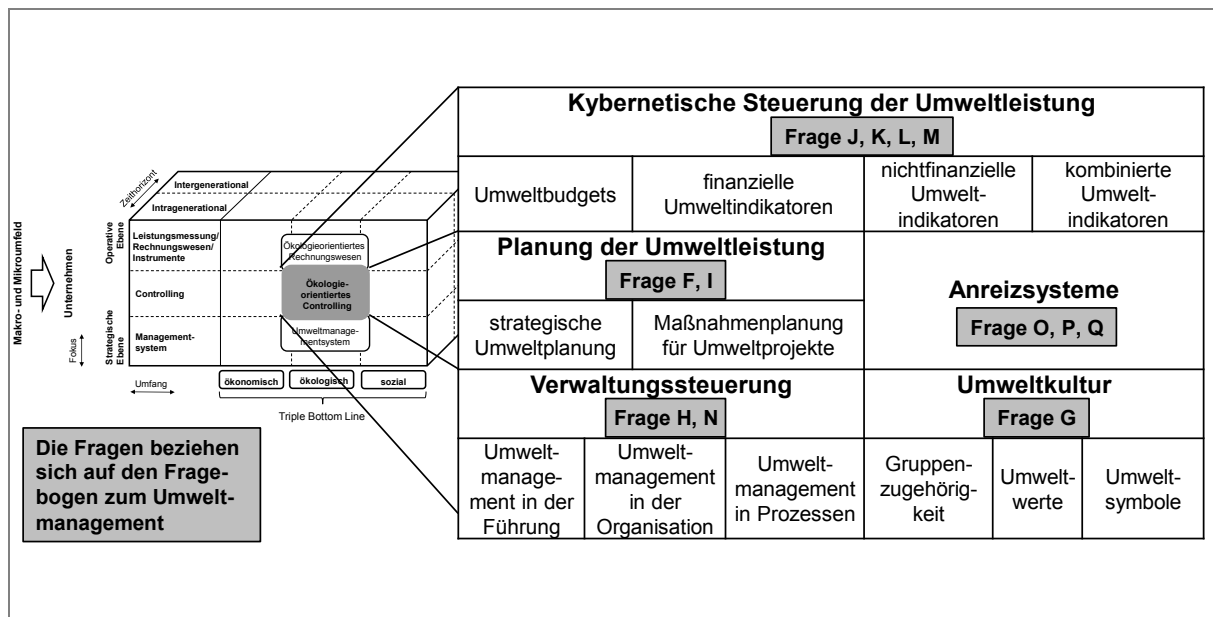 Kybernetische Steuerung der Umweltleistung
Frage J, K, L, M
Umweltbudgets
finanzielle
Umweltindikatoren
nichtfinanzielle
Umwelt-
indikatoren
kombinierte
Umwelt-
indikatoren
Planung der Umweltleistung
Frage F, I
strategische
Umweltplanung
Maßnahmenplanung
für Umweltprojekte
Anreizsysteme
Frage O, P, Q
Verwaltungssteuerung
Frage H, N
Umwelt-
manage-
ment in der
Führung
Umwelt-
management
in der
Organisation
Umwelt-
management
in Prozessen
Umweltkultur
Frage G
Gruppen-
zugehörig-
keit
Umwelt-
werte
Umwelt-
symbole
Makro- und Mikroumfeld
Unternehmen
Fokus
Zeithorizont
Intergenerational
Intragenerational
Operative
Ebene
Strategische
Ebene
Leistungsmessung/
Rechnungswesen/
Instrumente
Controlling
Management-
system
Ökologieorientiertes
Rechnungswesen
Ökologie-
orientiertes
Controlling
Umweltmanage-
mentsystem
Umfang
ökonomisch
ökologisch
sozial
Triple Bottom Line
Die Fragen beziehen
sich auf den Frage-
bogen zum Umwelt-
management